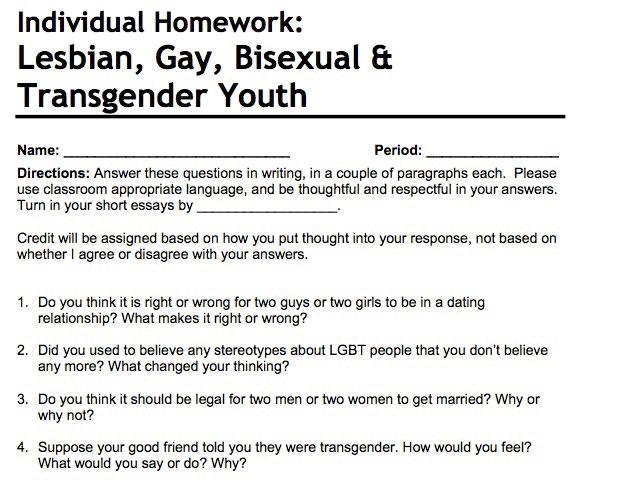 Individual Homework:
Lesbian, Gay, Bisexual &
Transgender Youth
Name: ____________________________ Period: _________________
Directions: Answer these questions in writing, in a couple of paragraphs each. Please
use classroom appropriate language, and be thoughtful and respectful in your answers.
Turn in your short essays by __________________.
Credit will be assigned based on how you put thought into your response, not based on
whether I agree or disagree with your answers.
1. Do you think it is right or wrong for two guys or two girls to be in a dating
relationship? What makes it right or wrong?
2. Did you used to believe any stereotypes about LGBT people that you don't believe
any more? What changed your thinking?
3. Do you think it should be legal for two men or two women to get married? Why or
why not?
4. Suppose your good friend told you they were transgender. How would you feel?
What would you say or do? Why?